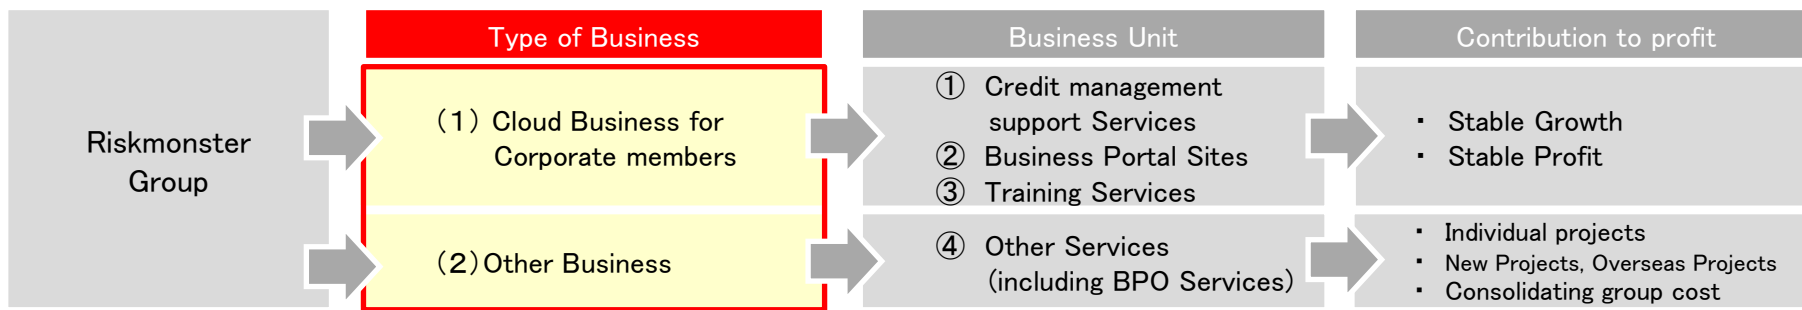 Type of Business
Business Unit
Contribution to profit
Riskmonster
Group
（1） Cloud Business for
Corporate members
① Credit management
support Services
② Business Portal Sites
③ Training Services
・ Stable Growth
・ Stable Profit
（2）Other Business
④ Other Services
(including BPO Services)
・ Individual projects
・ New Projects, Overseas Projects
・ Consolidating group cost